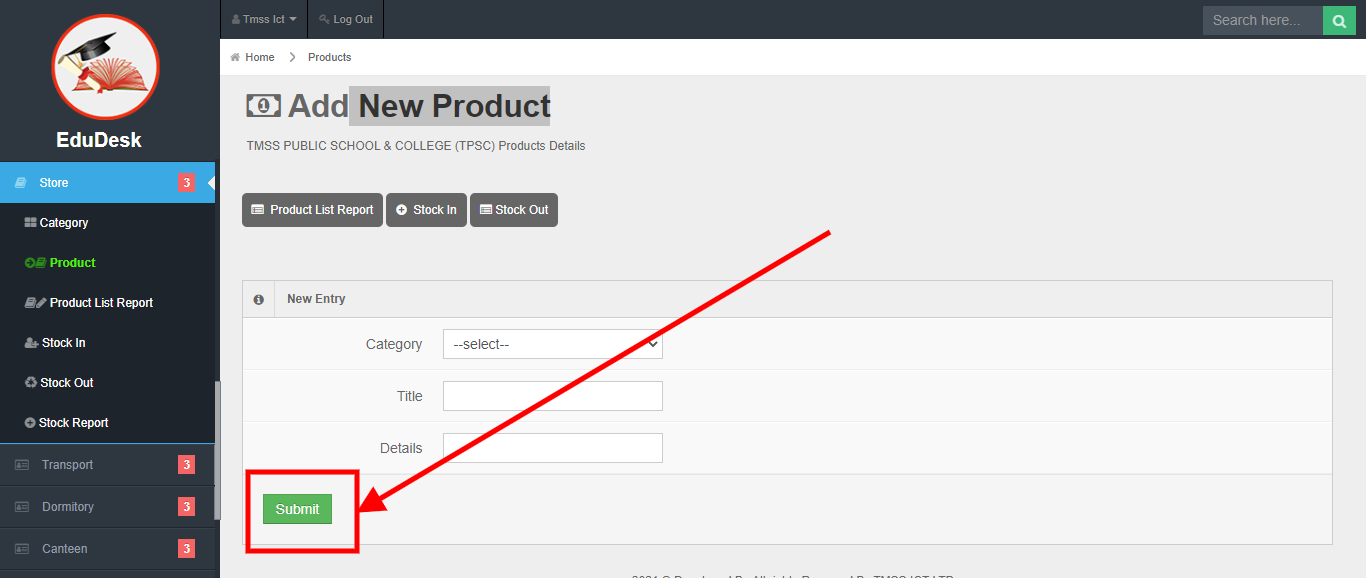 Tmss Ict
Log Out
Search here...
EduDesk
Home
Products
Add New Product
TMSS PUBLIC SCHOOL & COLLEGE (TPSC) Products Details
Store 3
Category
Product
Product List Report
Stock In
Stock Out
Stock Report
Transport 3
Dormitory 3
Canteen 3
Product List Report
Stock In
Stock Out
New Entry
Category --select--
Title
Details
Submit